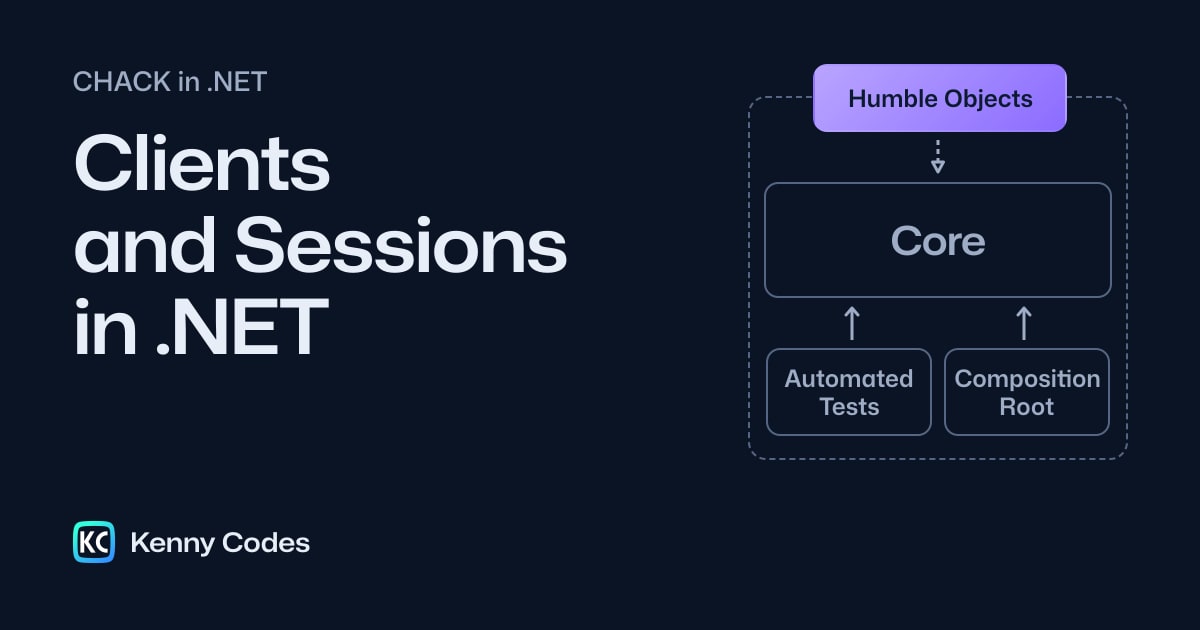 CHACK in .NET
Clients
and Sessions
in .NET
KC Kenny Codes
Humble Objects
Core
Automated
Tests
Composition
Root